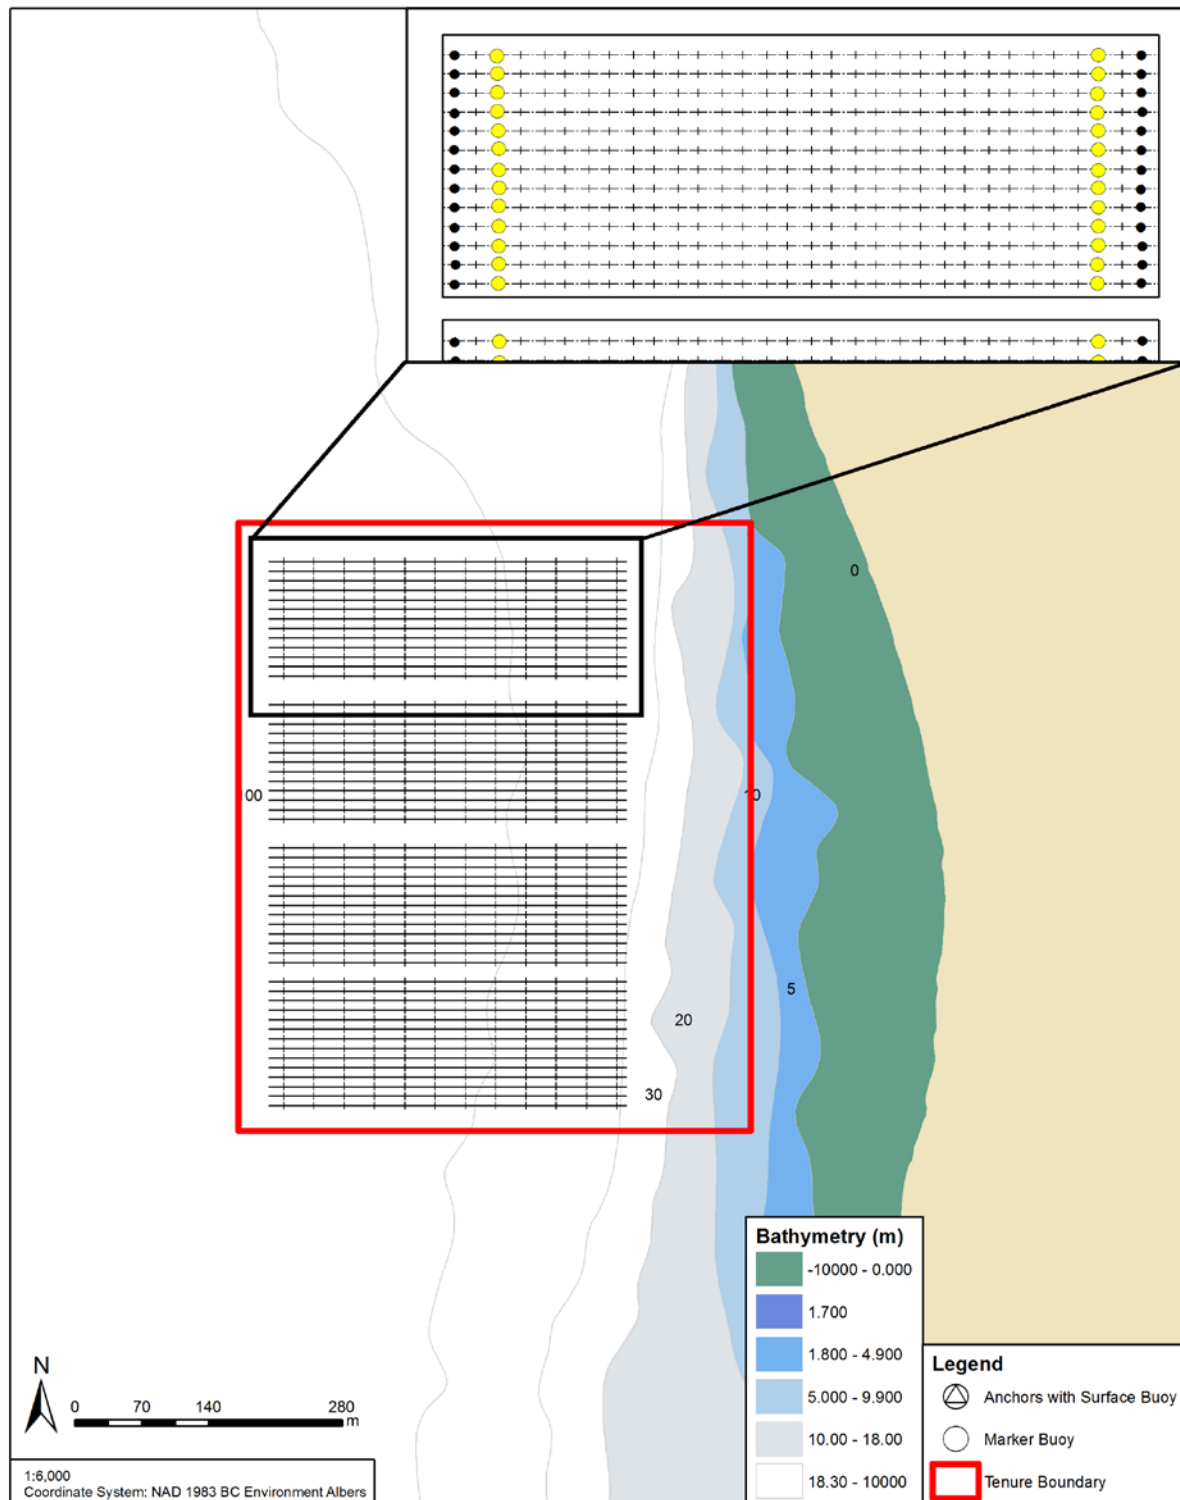 0
100
10
5
20
30
Bathymetry (m)
-10000 - 0.000
1.700
1.800 - 4.900
5.000 - 9.900
10.00 - 18.00
18.30 - 10000
Legend
Anchors with Surface Buoy
Marker Buoy
Tenure Boundary
N
0 70 140 280
m
1:6,000
Coordinate System: NAD 1983 BC Environment Albers